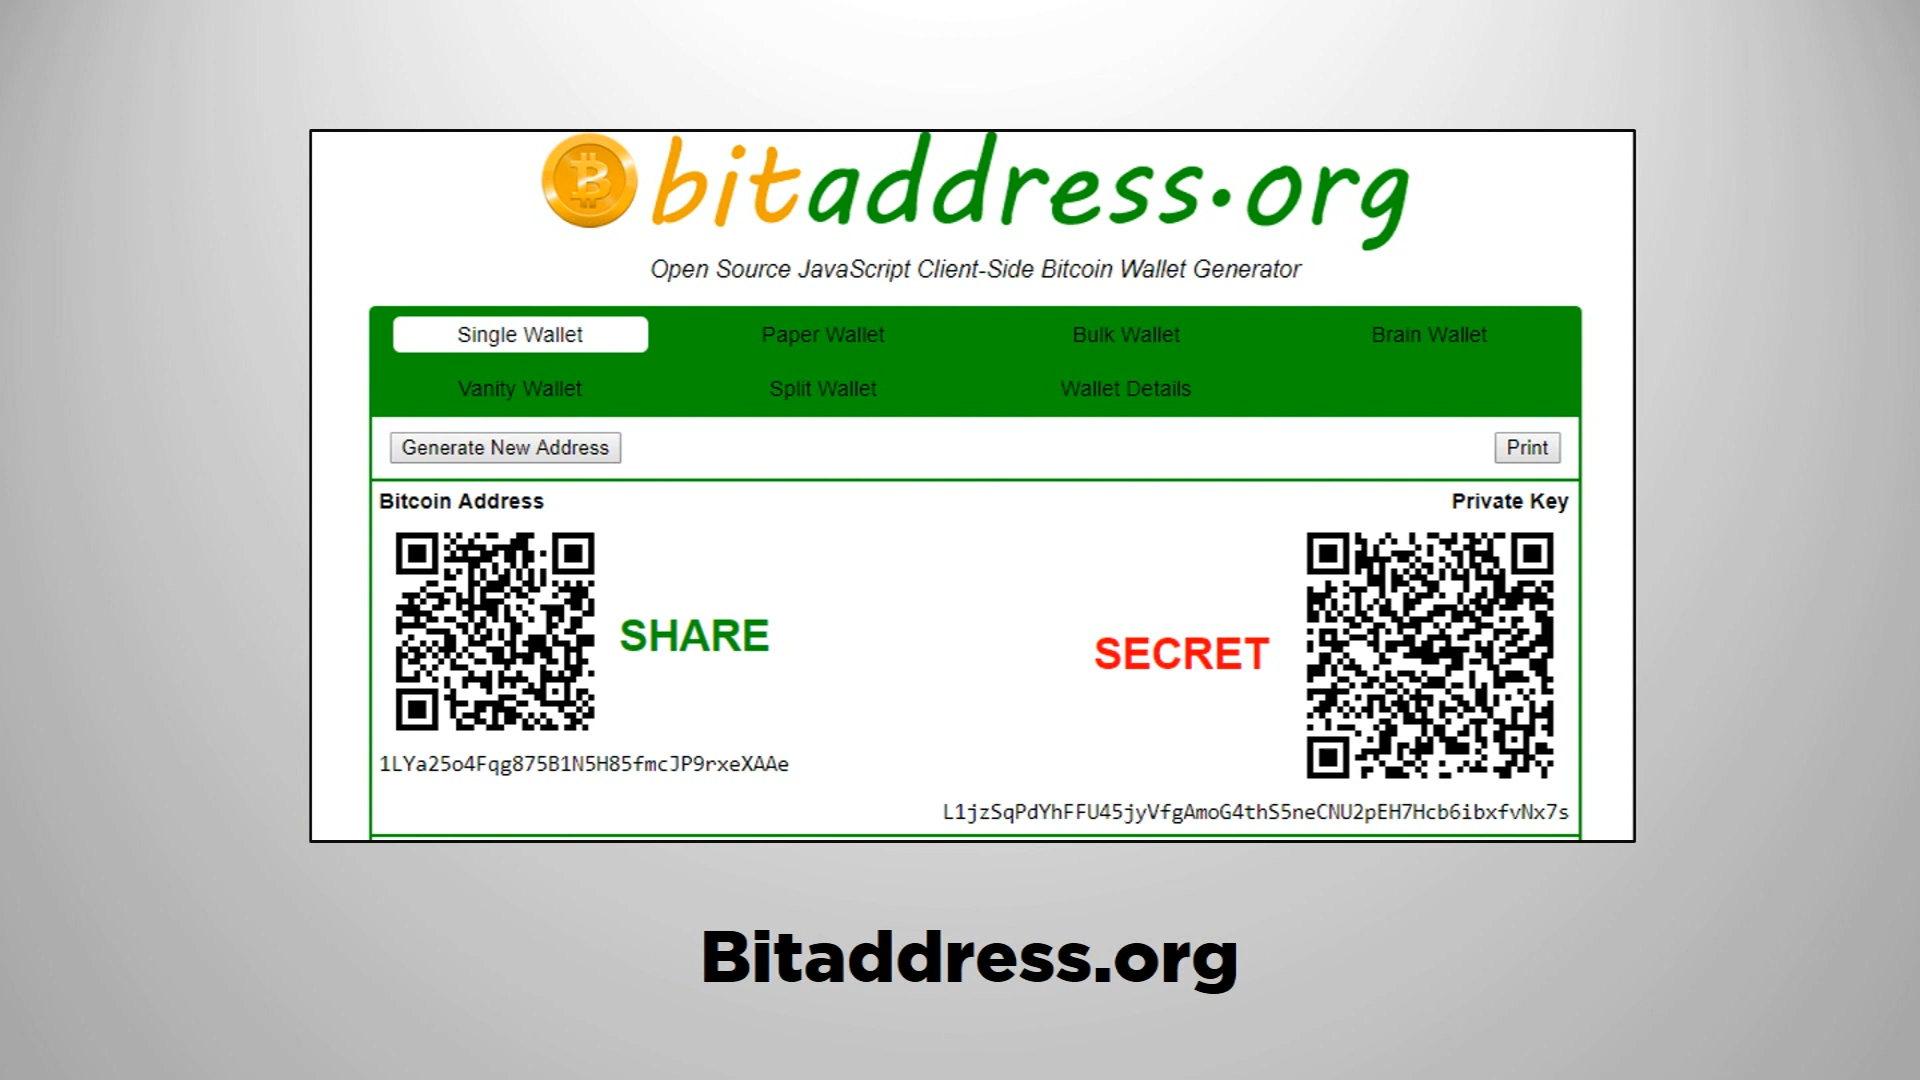 bitaddress.org
Open Source JavaScript Client-Side Bitcoin Wallet Generator
Single Wallet Paper Wallet Bulk Wallet Brain Wallet
Vanity Wallet Split Wallet Wallet Details
Generate New Address Print
Bitcoin Address Private Key
SHARE
SECRET
1LYa25o4Fqg875B1N5H85fmcJP9rxeXAAe
L1jzSqPdYhFFU45jyVfgAmoG4thS5neCNU2pEH7Hcb6ibxfvNx7s
Bitaddress.org